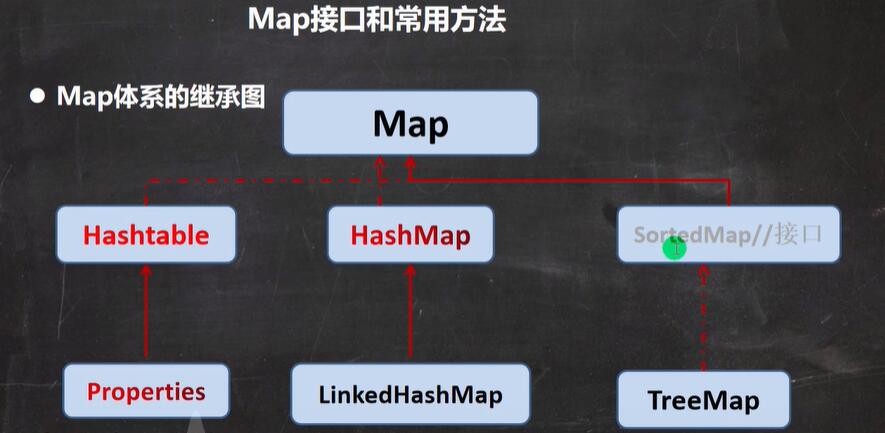 Map接口和常用方法
● Map体系的继承图
Map
Hashtable
HashMap
SortedMap//接口
Properties
LinkedHashMap
TreeMap